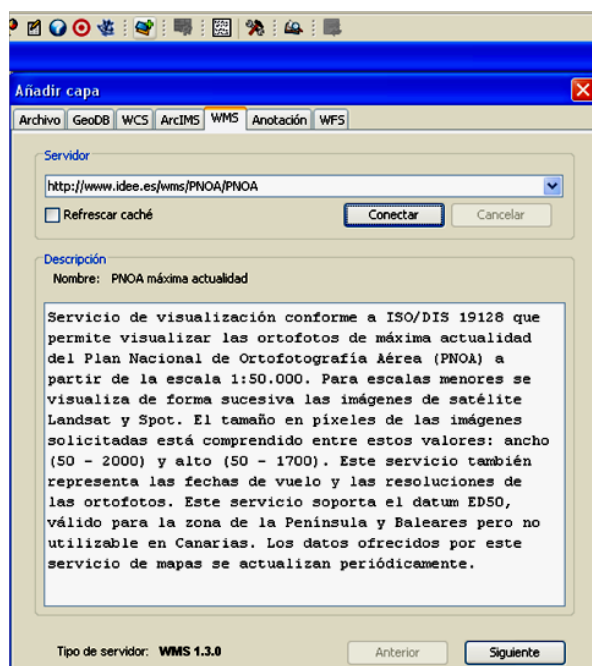 Añadir capa
Archivo GeoDB WCS ArcIMS WMS Anotación WFS
Servidor
http://www.idee.es/wms/PNOA/PNOA
Refrescar caché Conectar Cancelar
Descripción
Nombre: PNOA máxima actualidad
Servicio de visualización conforme a ISO/DIS 19128 que
permite visualizar las ortofotos de máxima actualidad
del Plan Nacional de Ortofotografía Aérea (PNOA) a
partir de la escala 1:50.000. Para escalas menores se
visualiza de forma sucesiva las imágenes de satélite
Landsat y Spot. El tamaño en píxeles de las imágenes
solicitadas está comprendido entre estos valores: ancho
(50 - 2000) y alto (50 - 1700). Este servicio también
representa las fechas de vuelo y las resoluciones de
las ortofotos. Este servicio soporta el datum ED50,
válido para la zona de la Península y Baleares pero no
utilizable en Canarias. Los datos ofrecidos por este
servicio de mapas se actualizan periódicamente.
Tipo de servidor: WMS 1.3.0 Anterior Siguiente